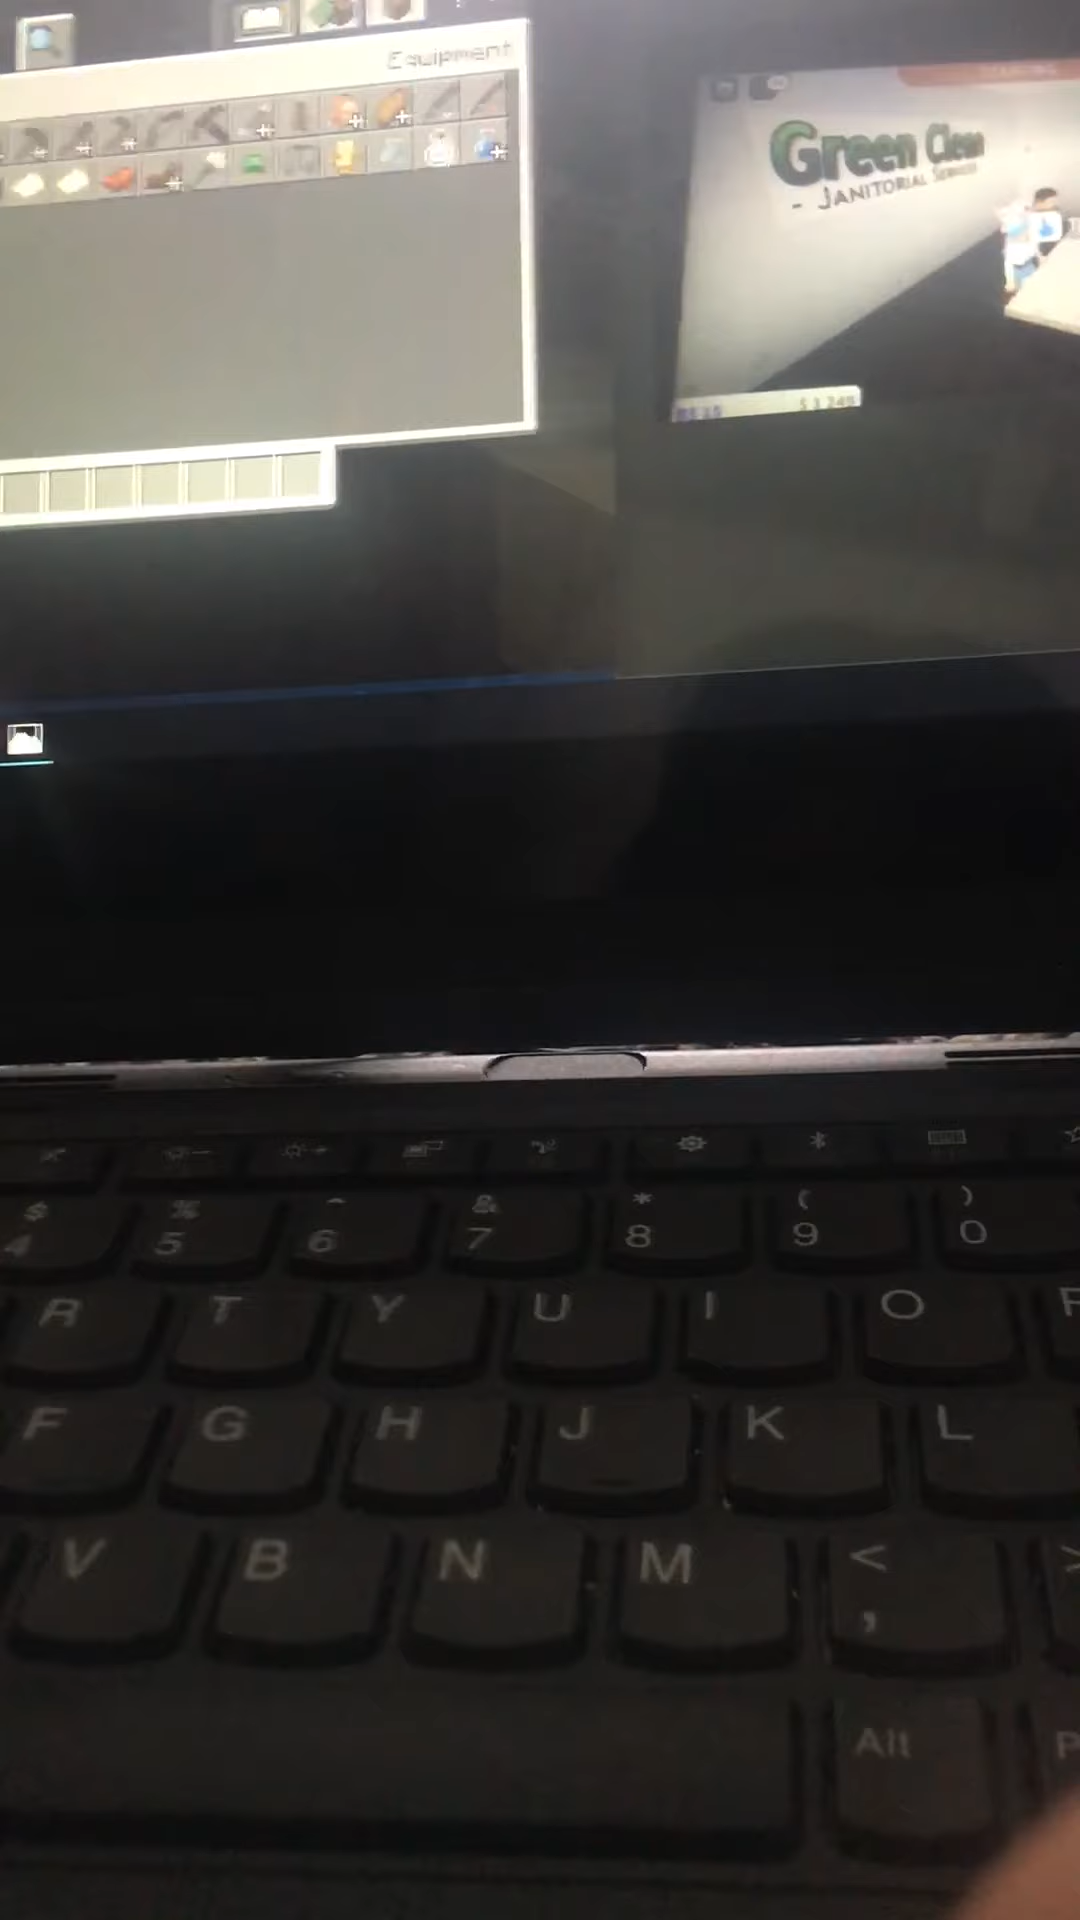 Equipment
Green Clean
- JANITORIAL SERVICES
$ % ^ & * ( )
4 5 6 7 8 9 0
R T Y U I O P
F G H J K L
V B N M < >
,
Alt P